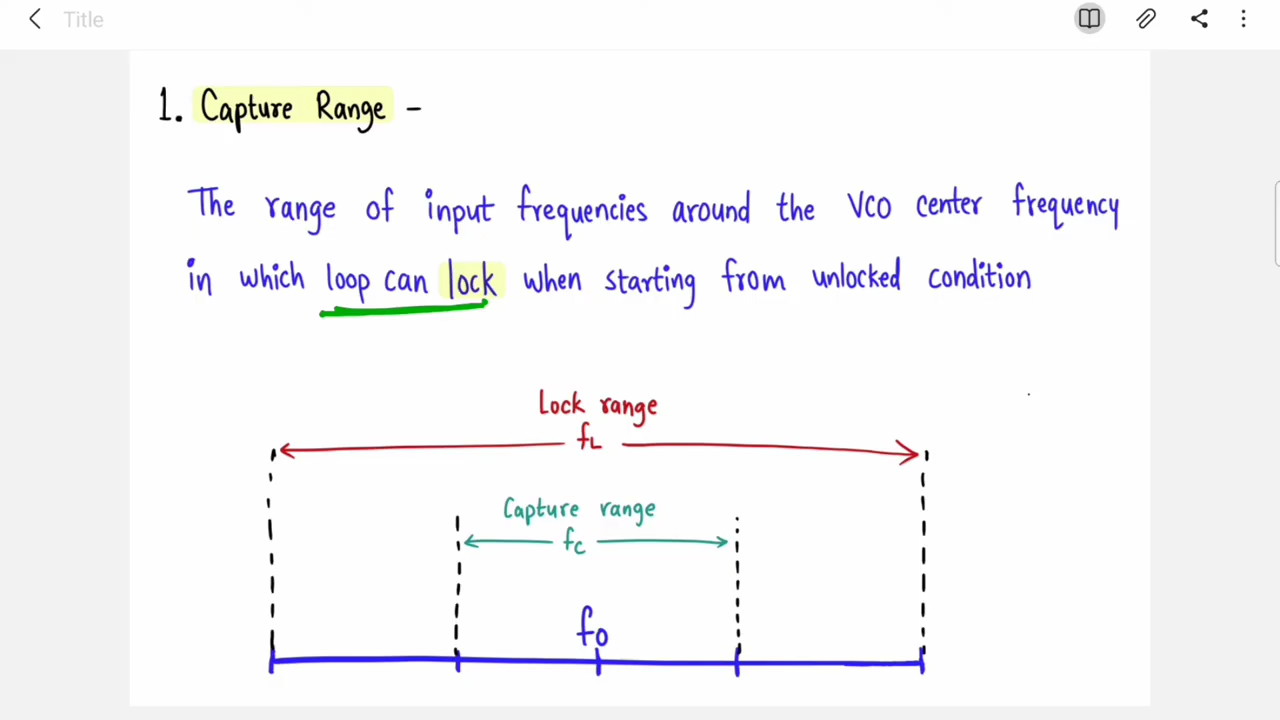 Title
1. Capture Range -
The range of input frequencies around the VCO center frequency
in which loop can lock when starting from unlocked condition
Lock range
fL
Capture range
fc
fo